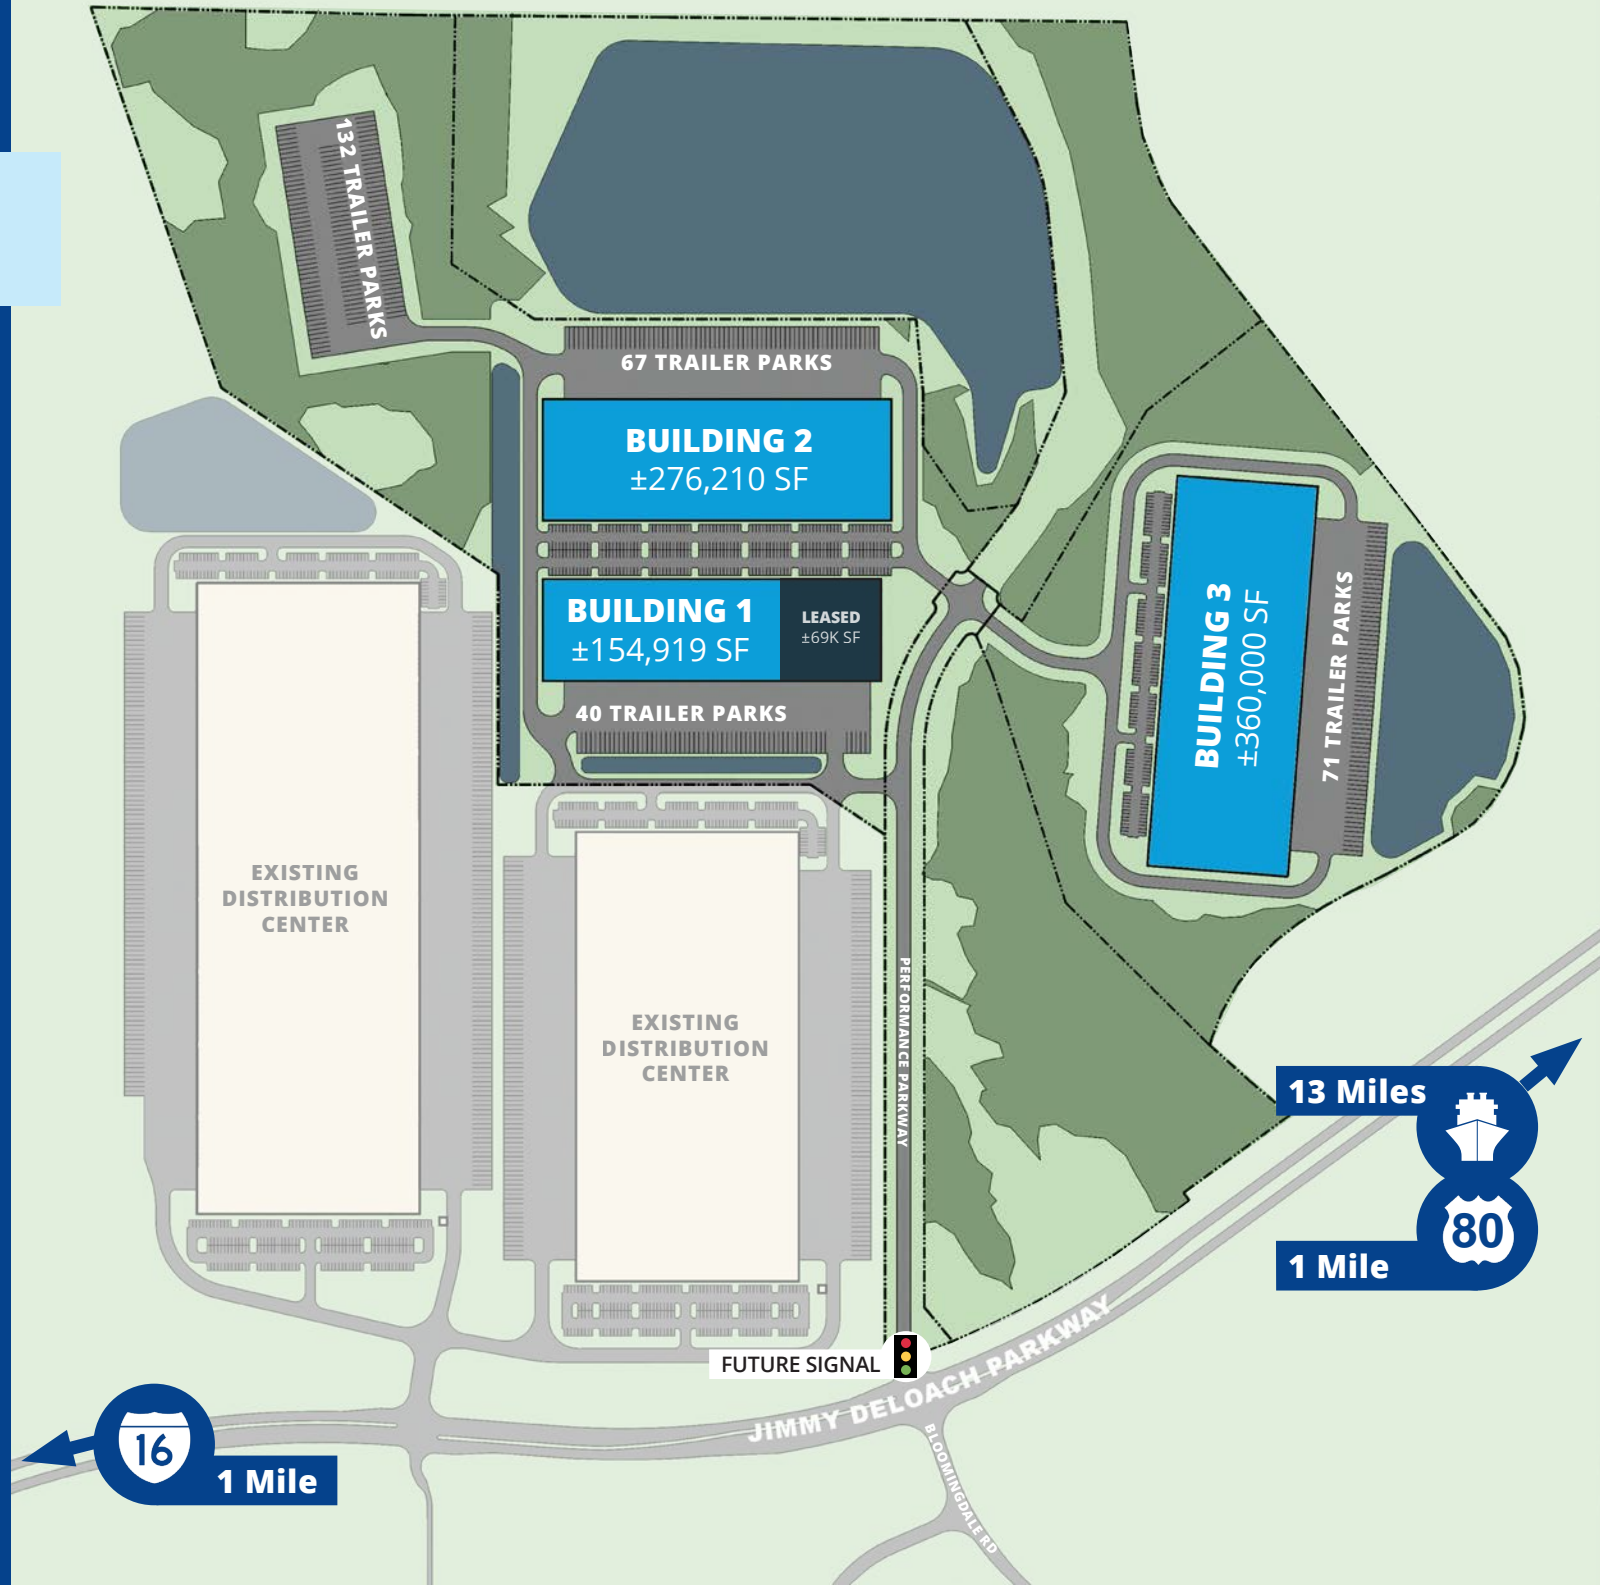 132 TRAILER PARKS
67 TRAILER PARKS
BUILDING 2
±276,210 SF
BUILDING 1
±154,919 SF
LEASED
±69K SF
40 TRAILER PARKS
BUILDING 3
±360,000 SF
71 TRAILER PARKS
EXISTING
DISTRIBUTION
CENTER
EXISTING
DISTRIBUTION
CENTER
PERFORMANCE PARKWAY
13 Miles
80
1 Mile
FUTURE SIGNAL
JIMMY DELOACH PARKWAY
BLOOMINGDALE RD
16
1 Mile